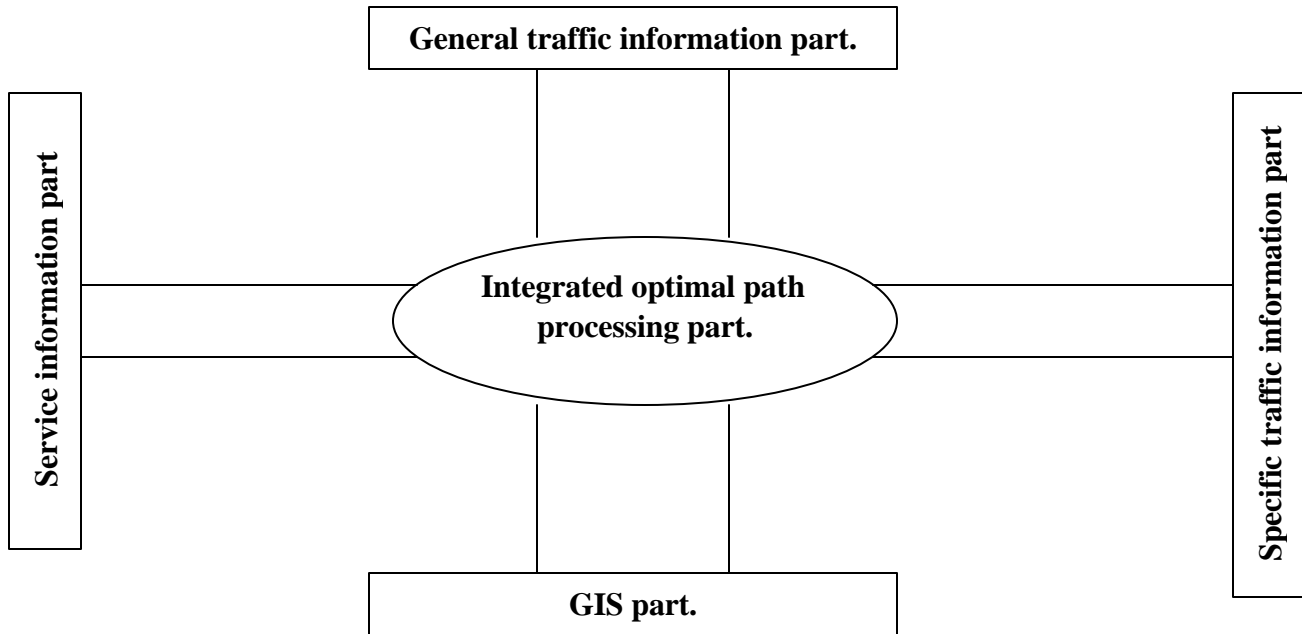 General traffic information part.
Service information part
Integrated optimal path
processing part.
Specific traffic information part
GIS part.